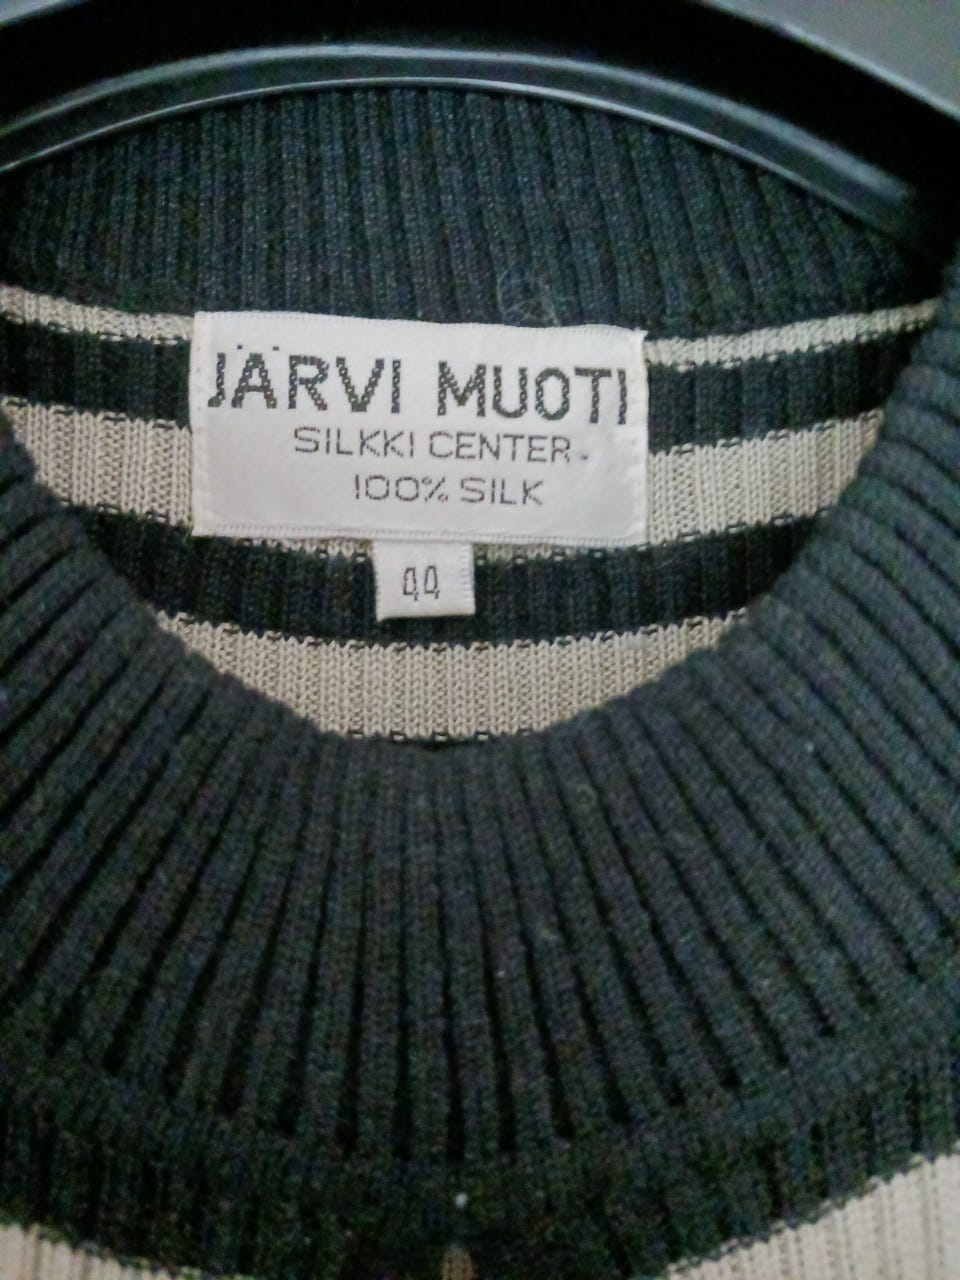 JÄRVI MUOTI
SILKKI CENTER
100% SILK
44